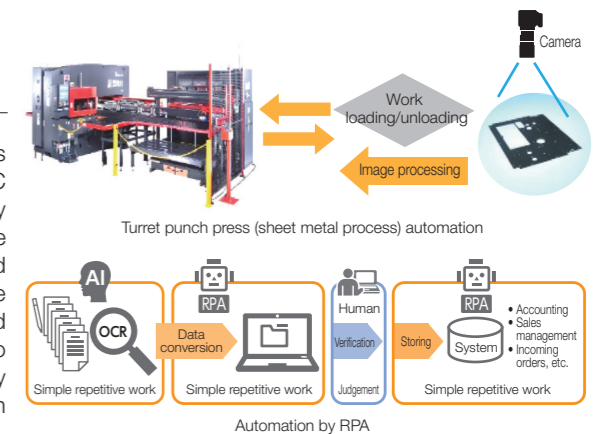 Camera
Work
loading/unloading
Image processing
Turret punch press (sheet metal process) automation
AI
OCR
Simple repetitive work
Data
conversion
RPA
Simple repetitive work
Human
Verification
Judgement
Storing
RPA
System
• Accounting
• Sales
management
• Incoming
orders, etc.
Simple repetitive work
Automation by RPA